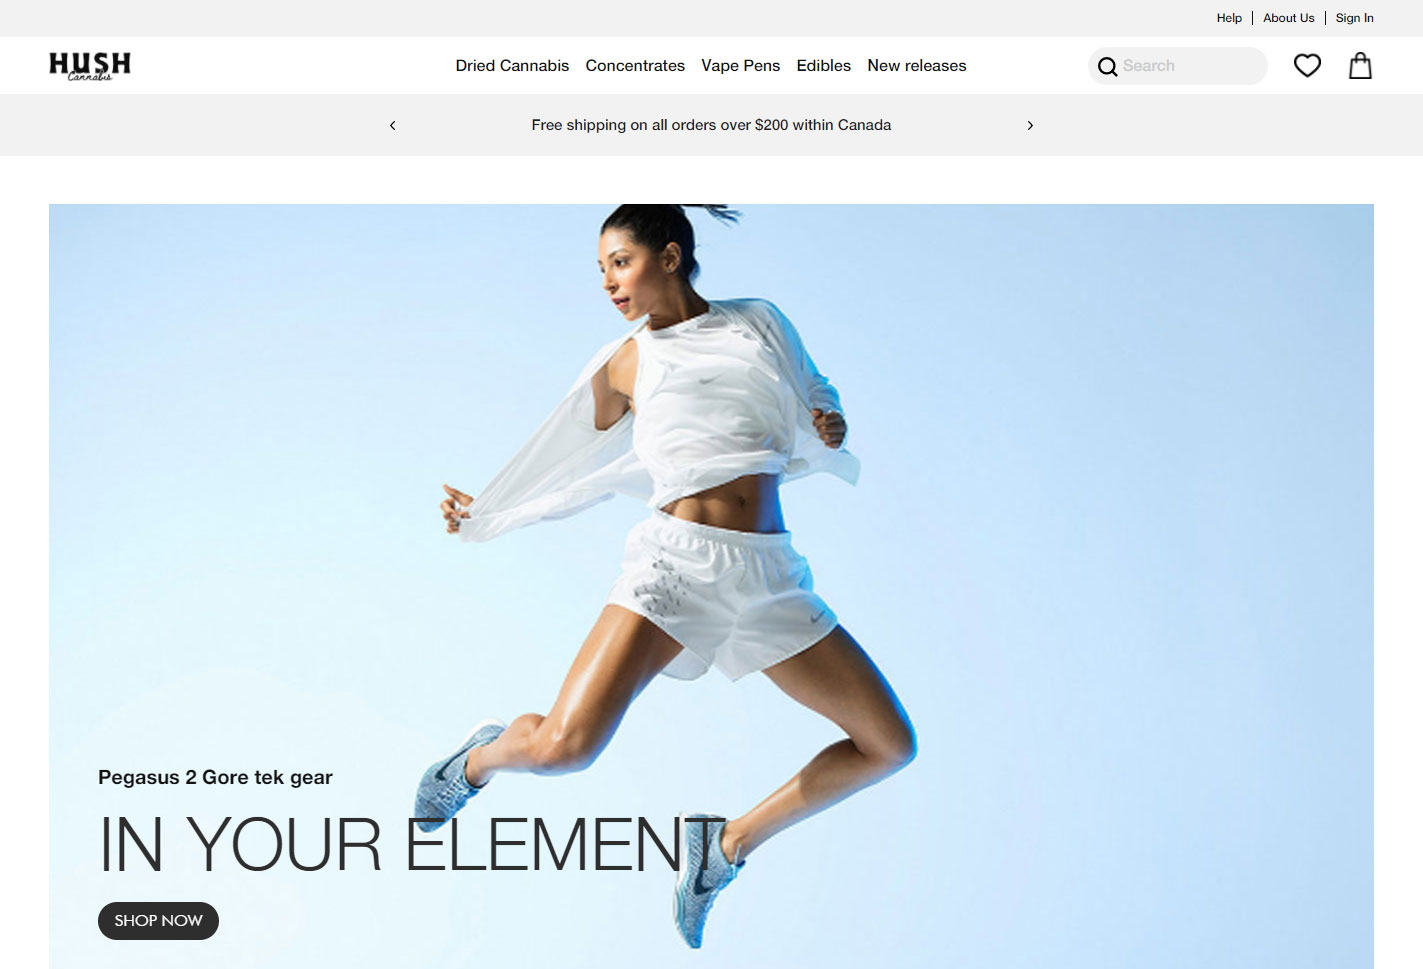 Help
About Us
Sign In
HUSH
Cannabis
Dried Cannabis
Concentrates
Vape Pens
Edibles
New releases
Search
Free shipping on all orders over $200 within Canada
Pegasus 2 Gore tek gear
IN YOUR ELEMENT
SHOP NOW